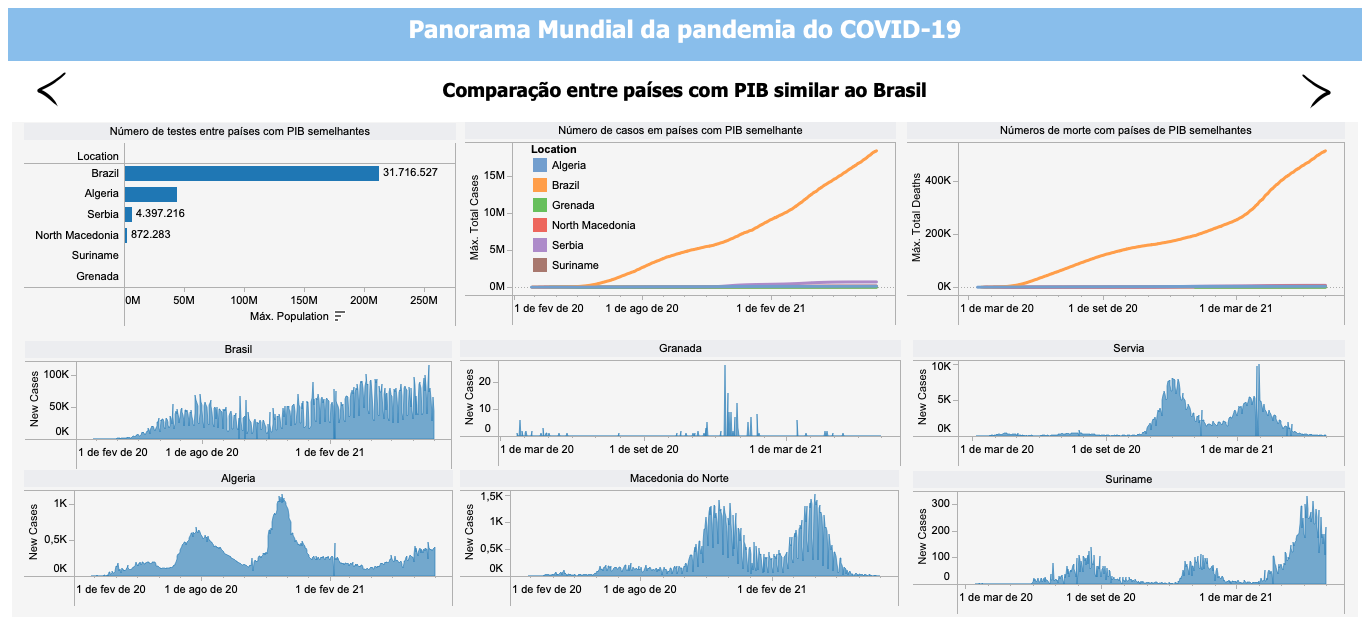 Panorama Mundial da pandemia do COVID-19
Comparação entre países com PIB similar ao Brasil
Número de testes entre países com PIB semelhantes
Location
Brazil 31.716.527
Algeria
Serbia 4.397.216
North Macedonia 872.283
Suriname
Grenada
0M 50M 100M 150M 200M 250M
Máx. Population
Número de casos em países com PIB semelhante
Location
Algeria
Brazil
Grenada
North Macedonia
Serbia
Suriname
Máx. Total Cases
15M
10M
5M
0M
1 de fev de 20 1 de ago de 20 1 de fev de 21
Números de morte com países de PIB semelhantes
Máx. Total Deaths
400K
200K
0K
1 de mar de 20 1 de set de 20 1 de mar de 21
Brasil
New Cases
100K
50K
0K
1 de fev de 20 1 de ago de 20 1 de fev de 21
Granada
New Cases
20
10
0
1 de mar de 20 1 de set de 20 1 de mar de 21
Servia
New Cases
10K
5K
0K
1 de mar de 20 1 de set de 20 1 de mar de 21
Algeria
New Cases
1K
0,5K
0K
1 de fev de 20 1 de ago de 20 1 de fev de 21
Macedonia do Norte
New Cases
1,5K
1K
0,5K
0K
1 de fev de 20 1 de ago de 20 1 de fev de 21
Suriname
New Cases
300
200
100
0
1 de mar de 20 1 de set de 20 1 de mar de 21